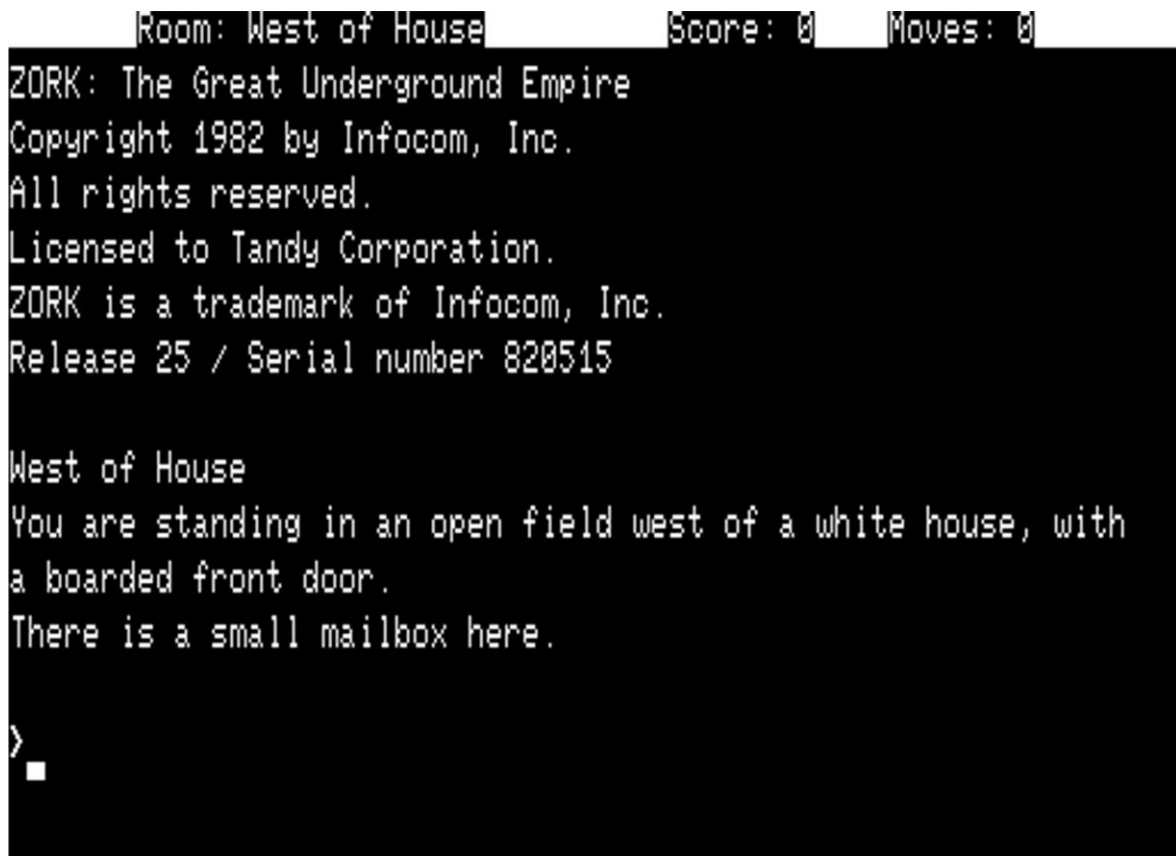 Room: West of House Score: 0 Moves: 0
ZORK: The Great Underground Empire
Copyright 1982 by Infocom, Inc.
All rights reserved.
Licensed to Tandy Corporation.
ZORK is a trademark of Infocom, Inc.
Release 25 / Serial number 820515
West of House
You are standing in an open field west of a white house, with
a boarded front door.
There is a small mailbox here.
>